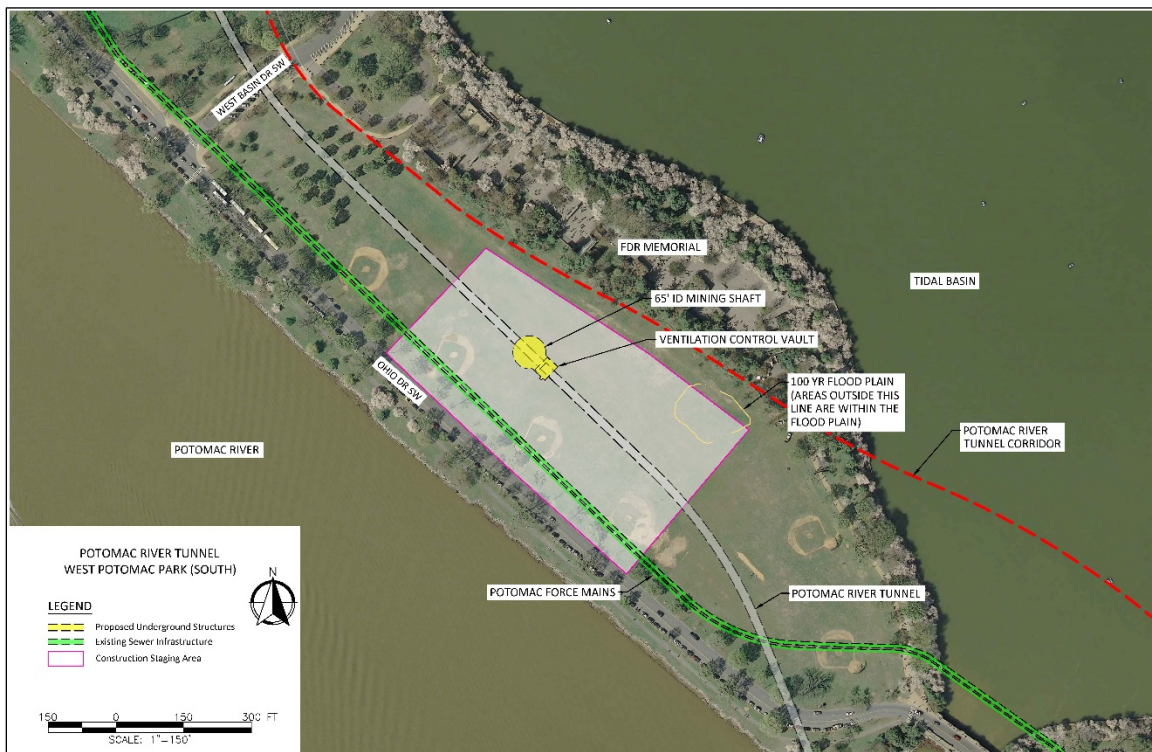 WEST BASIN DR SW
FDR MEMORIAL
TIDAL BASIN
65' ID MINING SHAFT
VENTILATION CONTROL VAULT
OHIO DR SW
100 YR FLOOD PLAIN
(AREAS OUTSIDE THIS
LINE ARE WITHIN THE
FLOOD PLAIN)
POTOMAC RIVER
TUNNEL CORRIDOR
POTOMAC RIVER
POTOMAC FORCE MAINS
POTOMAC RIVER TUNNEL
POTOMAC RIVER TUNNEL
WEST POTOMAC PARK (SOUTH)
N
LEGEND
Proposed Underground Structures
Existing Sewer Infrastructure
Construction Staging Area
150 0 150 300 FT
SCALE: 1"=150'